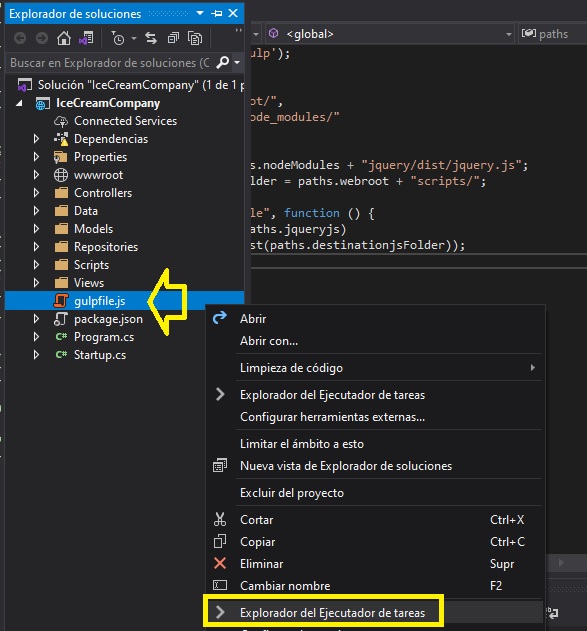 Explorador de soluciones
Buscar en Explorador de soluciones (C
Solución "IceCreamCompany" (1 de 1 p
IceCreamCompany
Connected Services
Dependencias
Properties
wwwroot
Controllers
Data
Models
Repositories
Scripts
Views
gulpfile.js
package.json
C# Program.cs
C# Startup.cs
<global>
paths
ulp');
ot/",
ode_modules/"
s.nodeModules + "jquery/dist/jquery.js";
lder = paths.webroot + "scripts/";
le", function () {
paths.jqueryjs)
st(paths.destinationjsFolder));
Abrir
Abrir con...
Limpieza de código
Explorador del Ejecutador de tareas
Configurar herramientas externas...
Limitar el ámbito a esto
Nueva vista de Explorador de soluciones
Excluir del proyecto
Cortar Ctrl+X
Copiar Ctrl+C
Eliminar Supr
Cambiar nombre F2
Explorador del Ejecutador de tareas